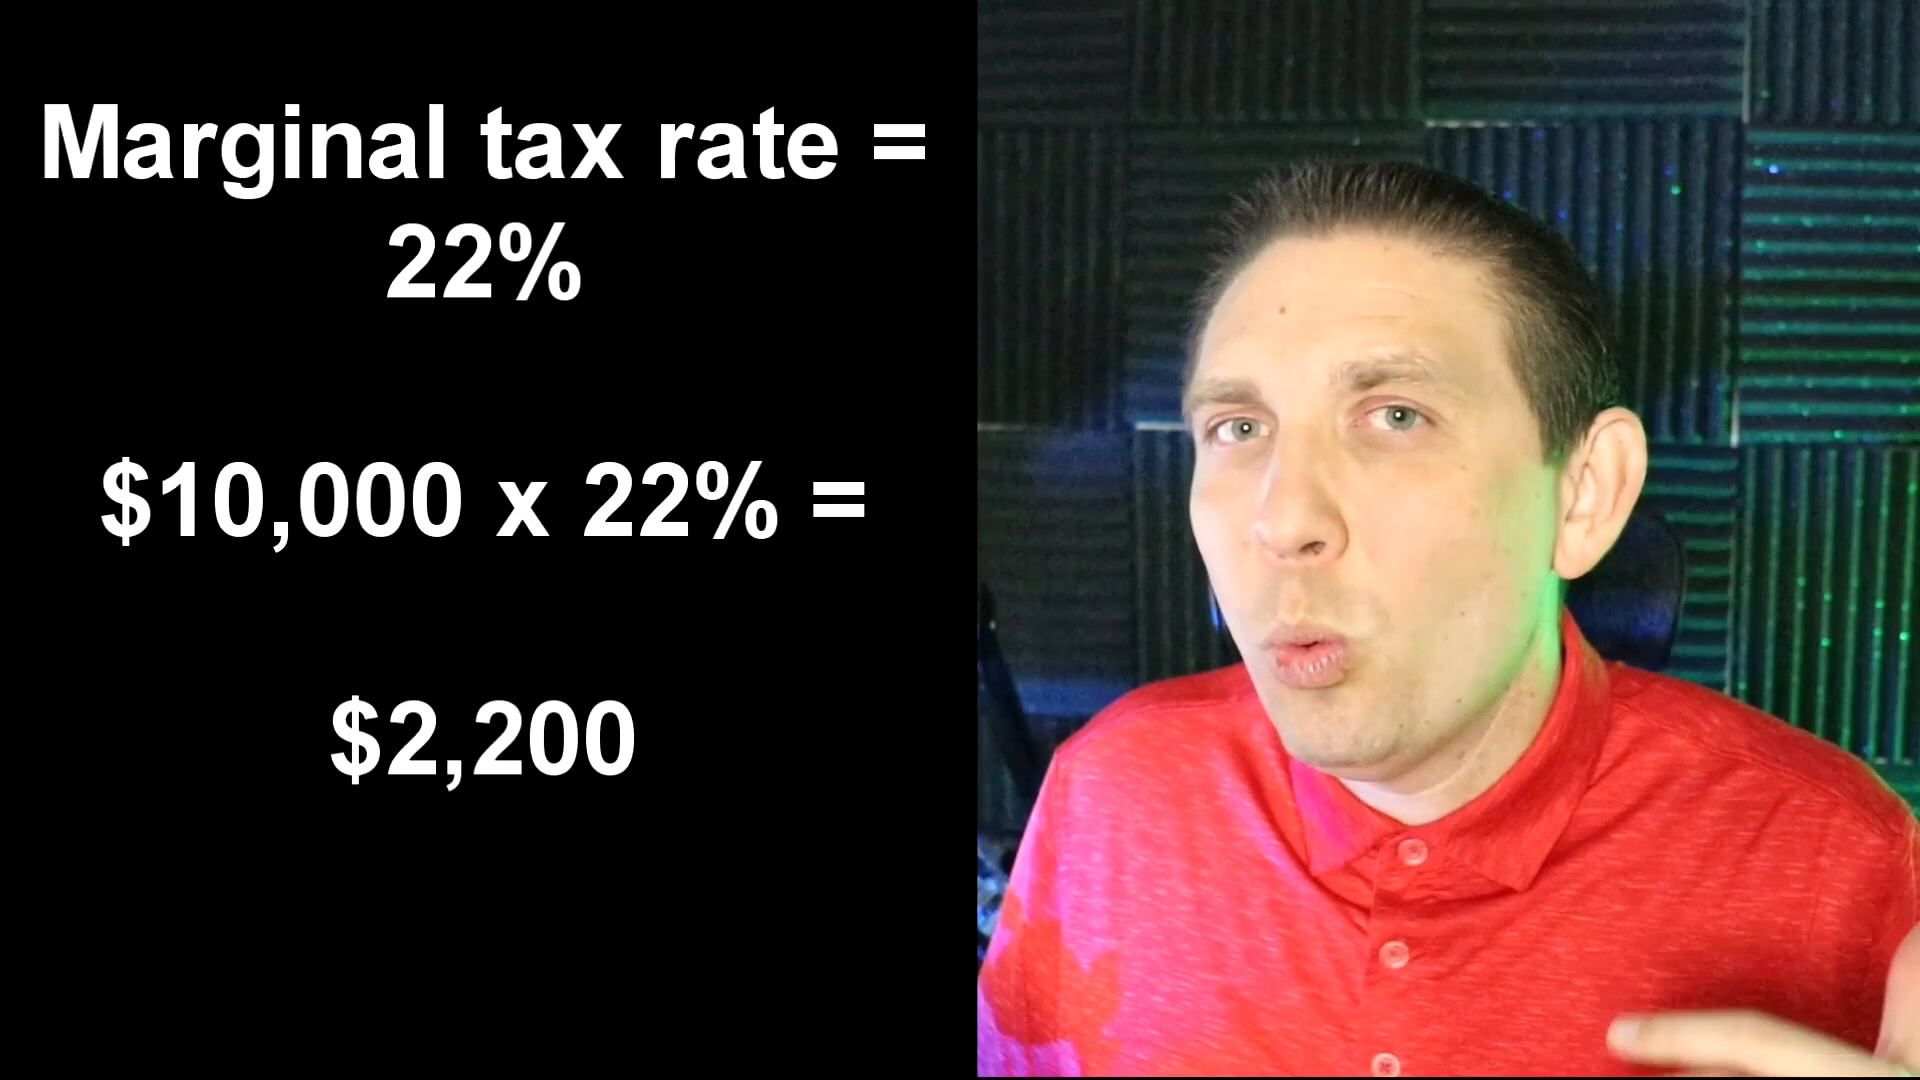 Marginal tax rate =
22%
$10,000 x 22% =
$2,200